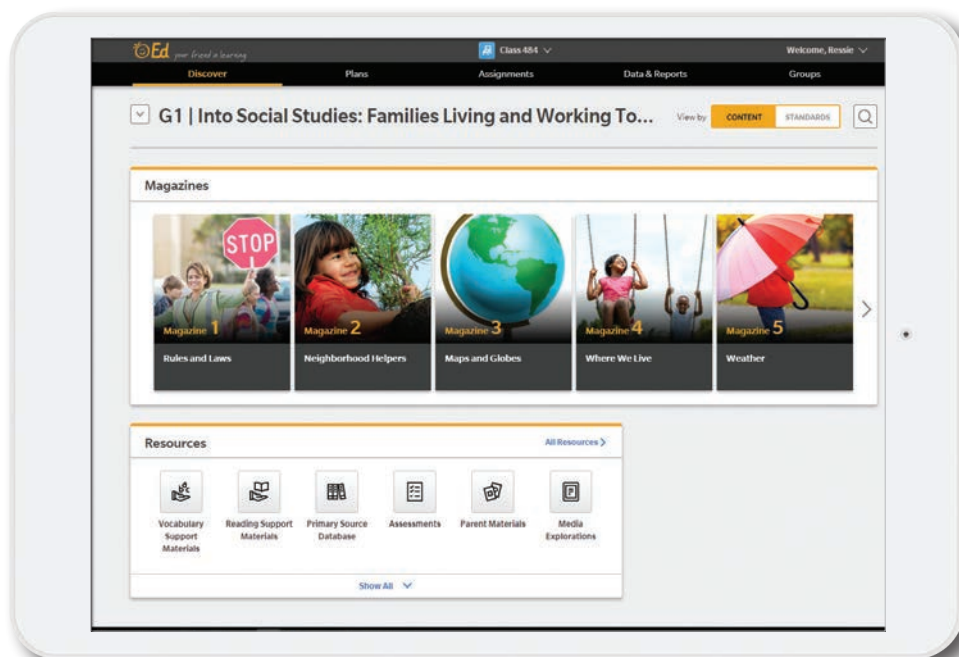 Ed your friend in learning
Class 484
Welcome, Ressie
Discover
Plans
Assignments
Data & Reports
Groups
G1 | Into Social Studies: Families Living and Working To...
View by
CONTENT
STANDARDS
Magazines
STOP
Magazine 1
Magazine 2
Magazine 3
Magazine 4
Magazine 5
Rules and Laws
Neighborhood Helpers
Maps and Globes
Where We Live
Weather
Resources
All Resources
Vocabulary
Support
Materials
Reading Support
Materials
Primary Source
Database
Assessments
Parent Materials
Media
Explorations
Show All